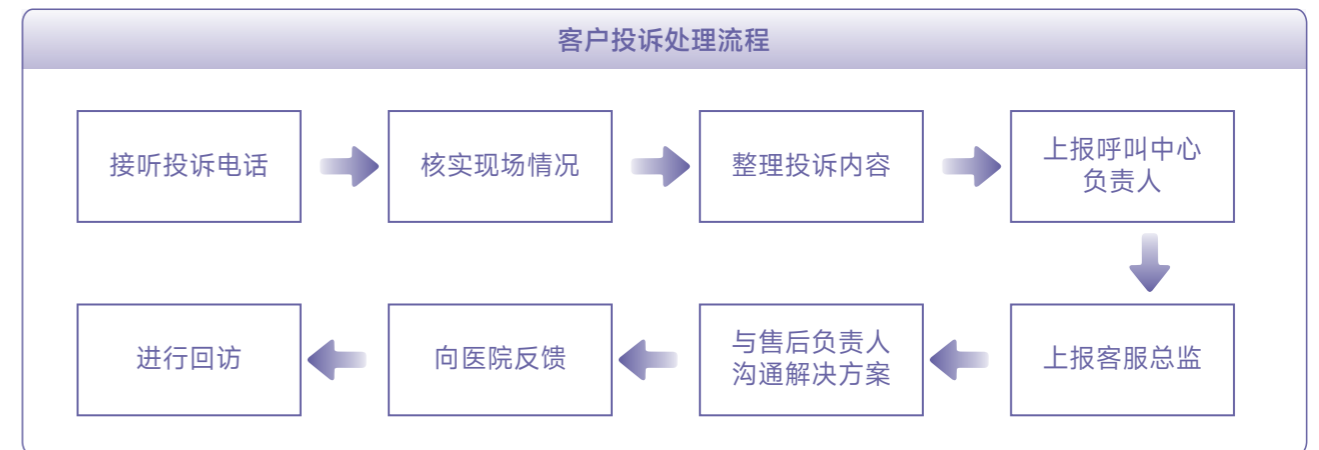 客户投诉处理流程
接听投诉电话
核实现场情况
整理投诉内容
上报呼叫中心
负责人
上报客服总监
与售后负责人
沟通解决方案
向医院反馈
进行回访